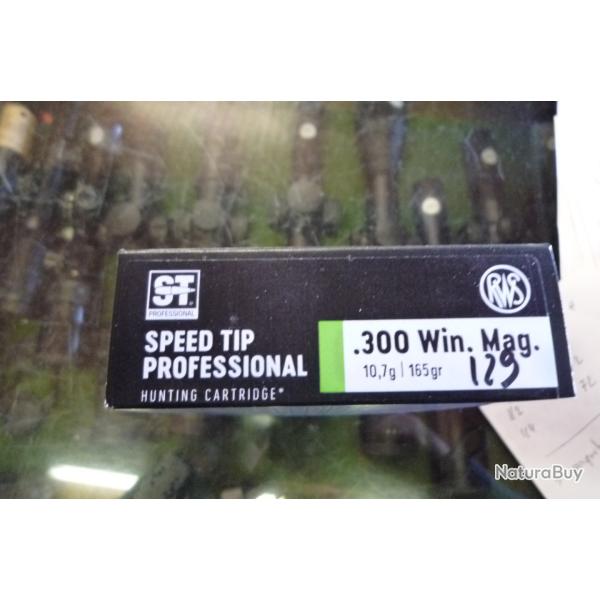 ST
PROFESSIONAL
RWS
SPEED TIP
PROFESSIONAL
HUNTING CARTRIDGE*
.300 Win. Mag.
10,7g | 165gr
129
NaturaBuy